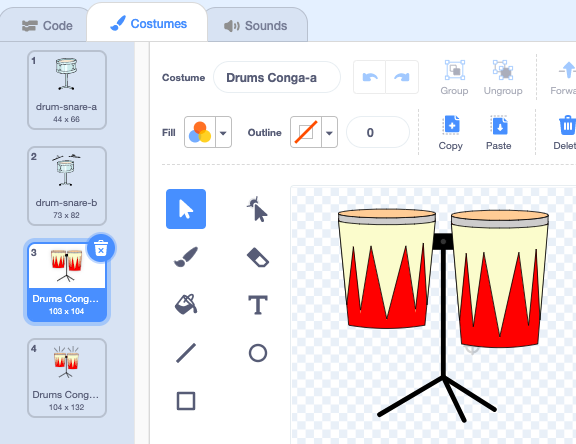 Code
Costumes
Sounds
1
drum-snare-a
44 x 66
2
drum-snare-b
73 x 82
3
Drums Cong...
103 x 104
4
Drums Cong...
104 x 132
Costume
Drums Conga-a
Group
Ungroup
Forwa
Fill
Outline
0
Copy
Paste
Delet
T